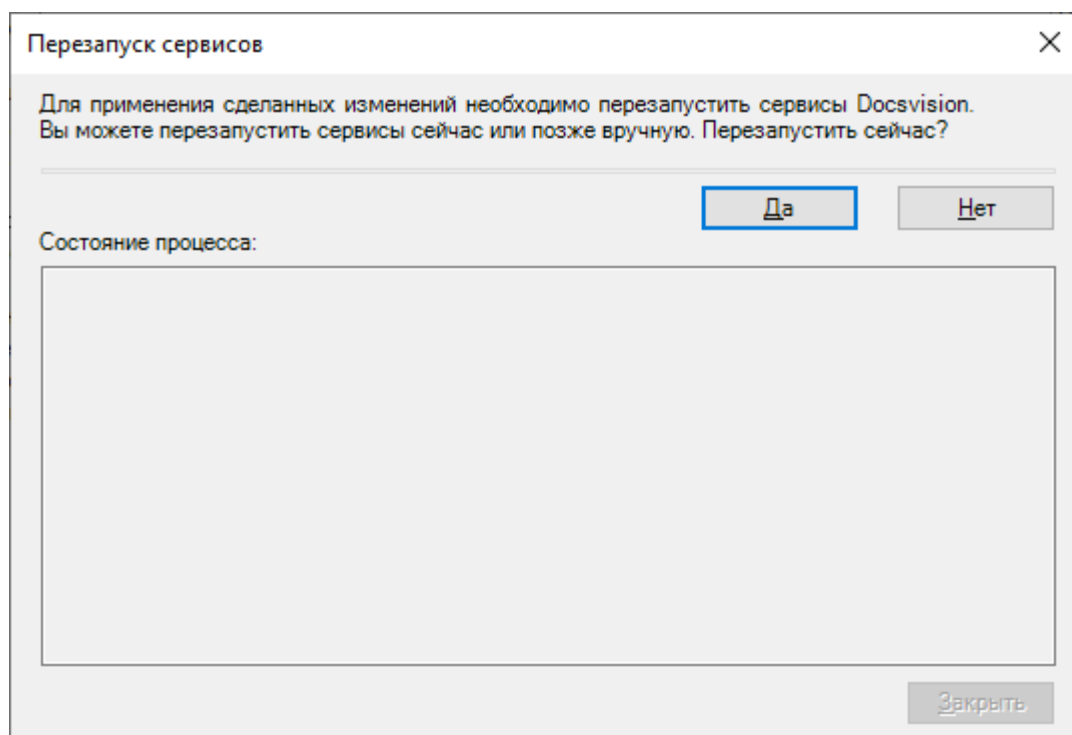 Перезапуск сервисов
Для применения сделанных изменений необходимо перезапустить сервисы Docsvision.
Вы можете перезапустить сервисы сейчас или позже вручную. Перезапустить сейчас?
Да
Нет
Состояние процесса:
Закрыть